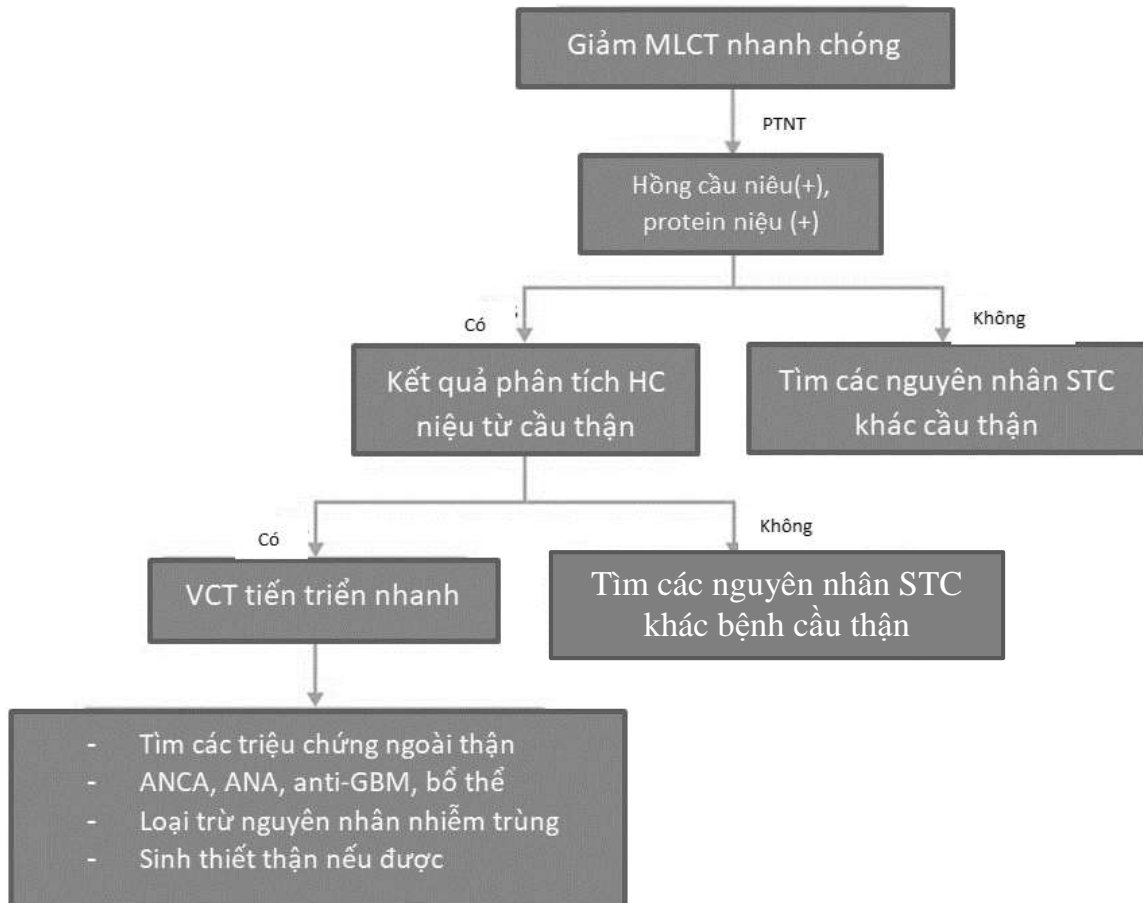 Giảm MLCT nhanh chóng
PTNT
Hồng cầu niêu(+),
protein niệu (+)
Có
Không
Kết quả phân tích HC
niệu từ cầu thận
Tìm các nguyên nhân STC
khác cầu thận
Có
Không
VCT tiến triển nhanh
Tìm các nguyên nhân STC
khác bệnh cầu thận
- Tìm các triệu chứng ngoài thận
- ANCA, ANA, anti-GBM, bổ thể
- Loại trừ nguyên nhân nhiễm trùng
- Sinh thiết thận nếu được